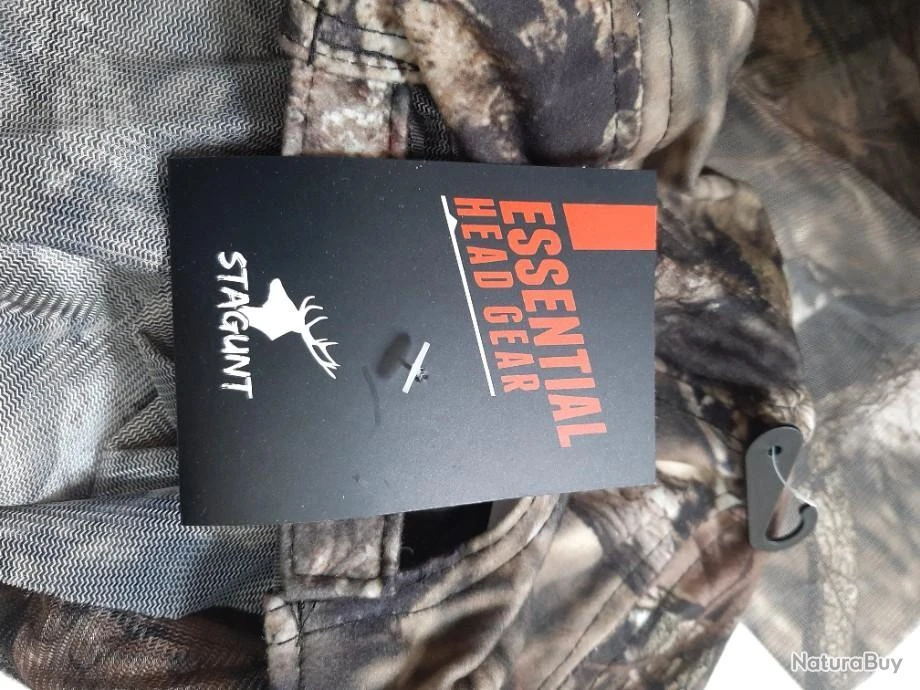 ESSENTIAL
HEAD GEAR
STAGUNT
NaturaBuy